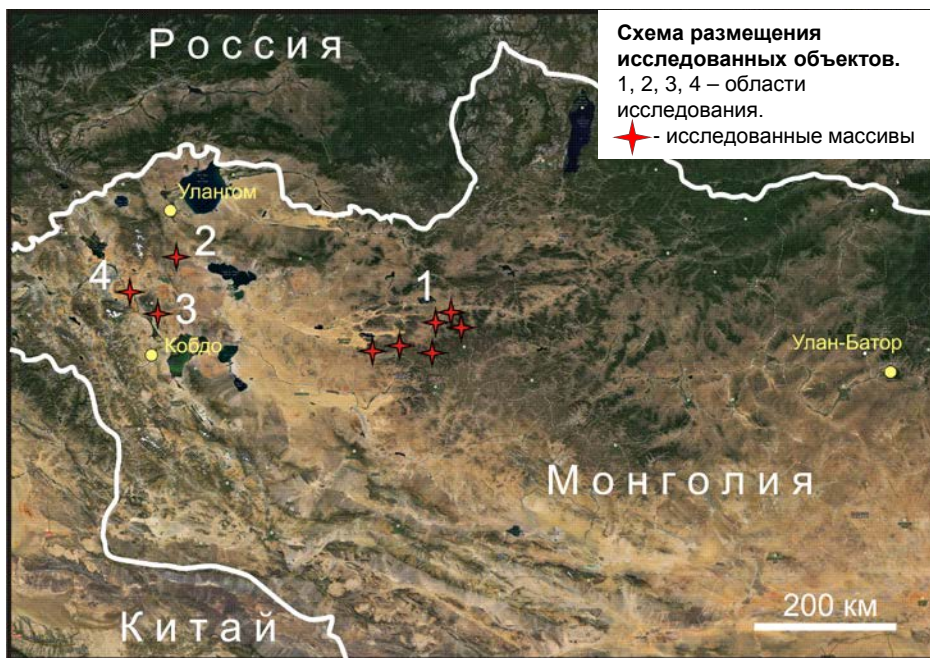 Россия
Схема размещения
исследованных объектов.
1, 2, 3, 4 – области
исследования.
- исследованные массивы
Улангом
2
4
3
1
Кобдо
Улан-Батор
Монголия
200 км
Китай